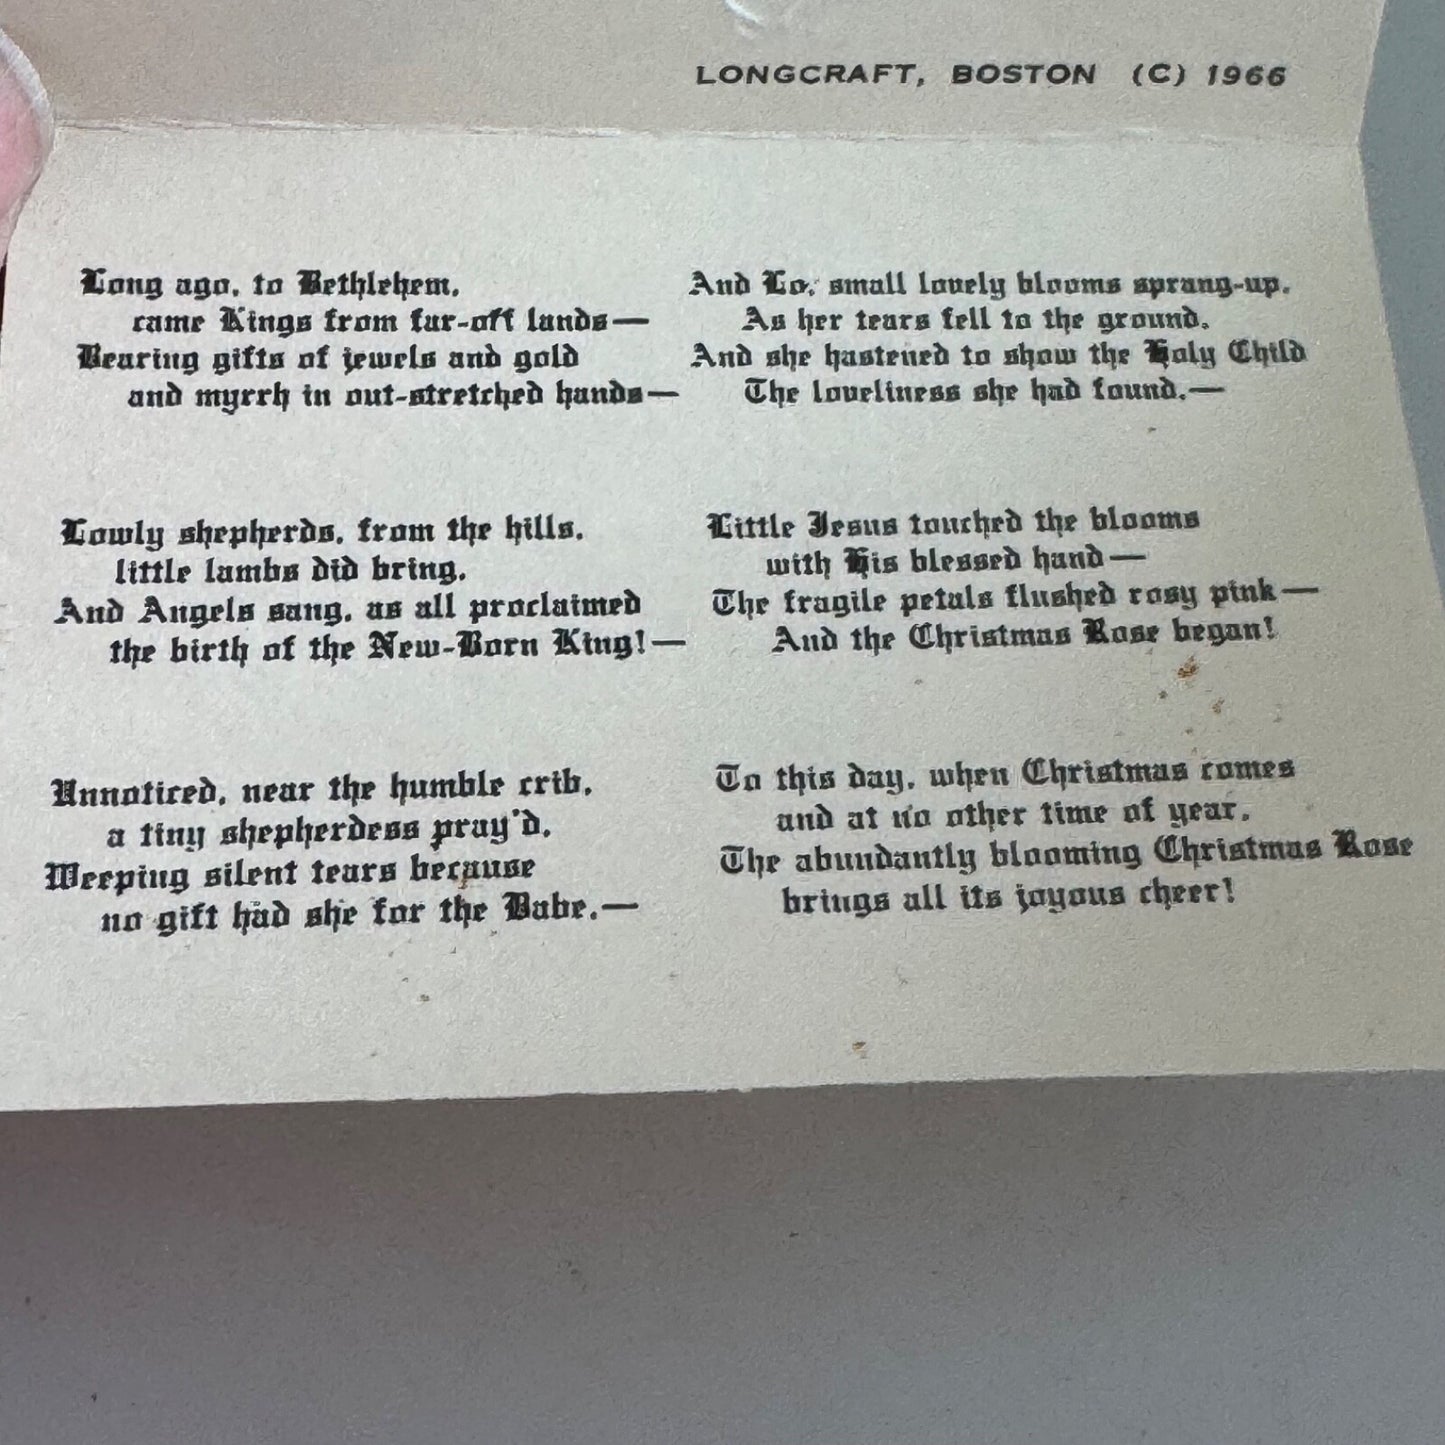 LONGCRAFT, BOSTON (C) 1966
Long ago, to Bethlehem,
came Kings from far-off lands—
Bearing gifts of jewels and gold
and myrrh in out-stretched hands—
Lowly shepherds, from the hills,
little lambs did bring,
And Angels sang, as all proclaimed
the birth of the New-Born King!—
Unnoticed, near the humble crib,
a tiny shepherdess pray'd,
Weeping silent tears because
no gift had she for the Babe.—
And Lo, small lovely blooms sprang-up,
As her tears fell to the ground,
And she hastened to show the Holy Child
The loveliness she had found.—
Little Jesus touched the blooms
with His blessed hand—
The fragile petals flushed rosy pink—
And the Christmas Rose began!
To this day, when Christmas comes
and at no other time of year,
The abundantly blooming Christmas Rose
brings all its joyous cheer!